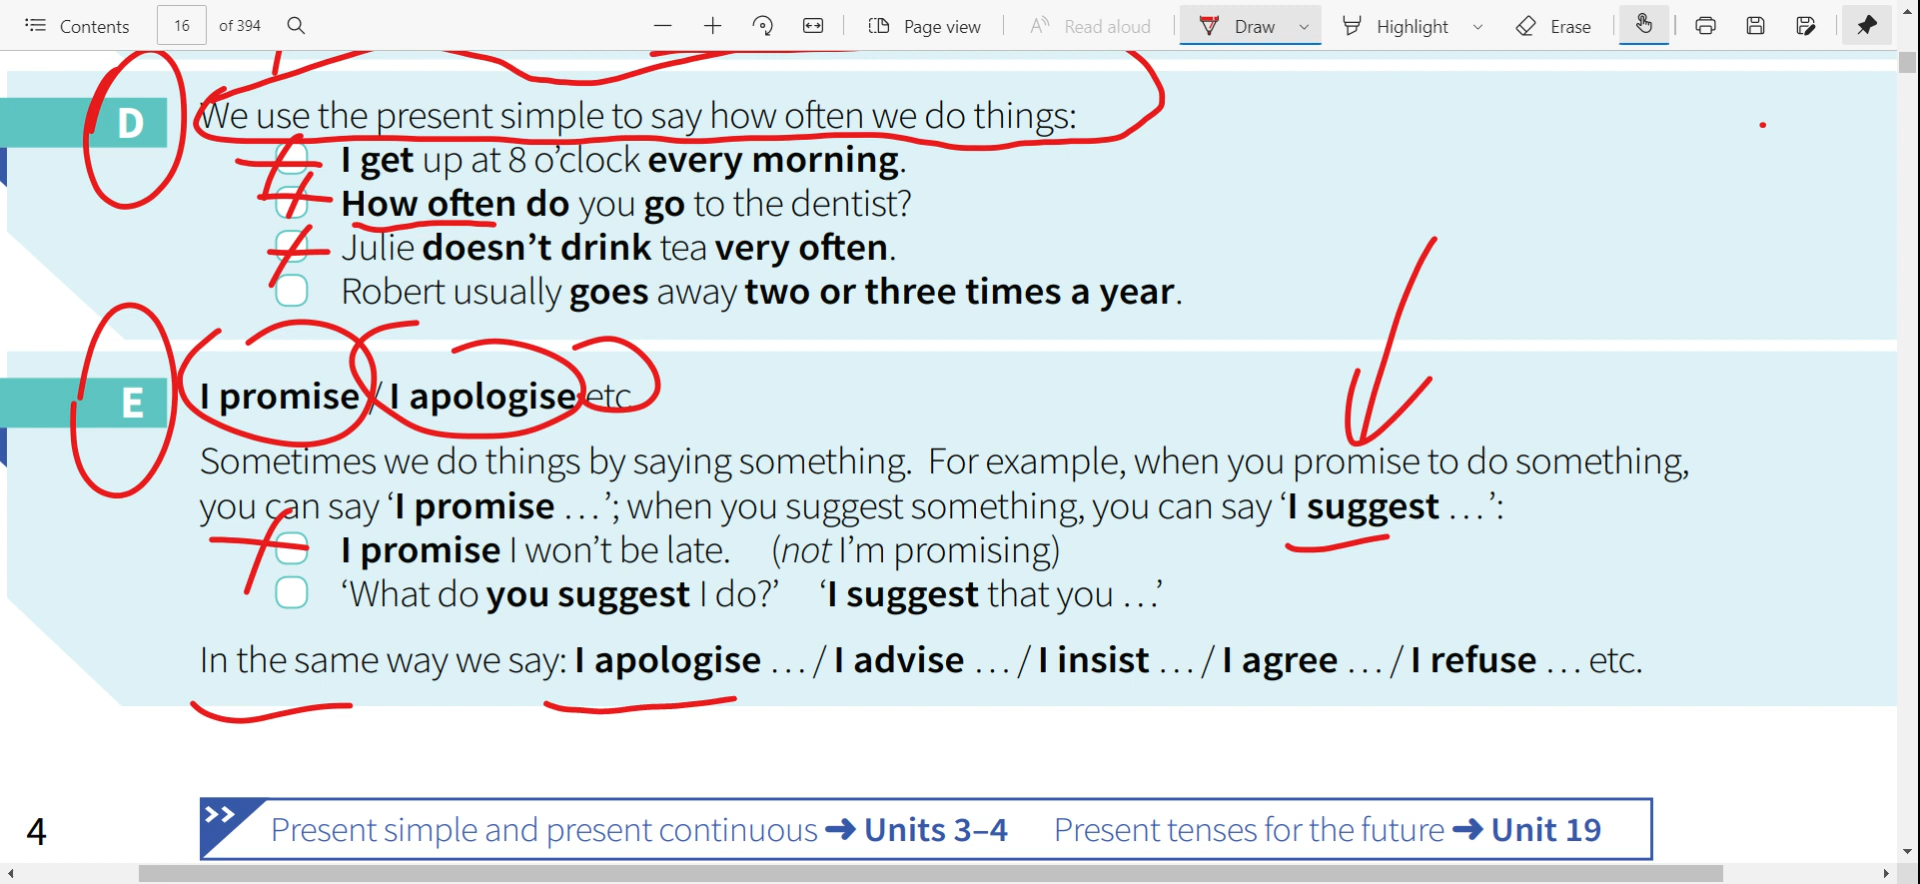 Contents 16 of 394 Page view Read aloud Draw Highlight Erase
D We use the present simple to say how often we do things:
I get up at 8 o’clock every morning.
How often do you go to the dentist?
Julie doesn’t drink tea very often.
Robert usually goes away two or three times a year.
E I promise / I apologise etc.
Sometimes we do things by saying something. For example, when you promise to do something,
you can say ‘I promise …’; when you suggest something, you can say ‘I suggest …’:
I promise I won’t be late. (not I’m promising)
‘What do you suggest I do?’ ‘I suggest that you …’
In the same way we say: I apologise … / I advise … / I insist … / I agree … / I refuse … etc.
Present simple and present continuous ➜ Units 3–4 Present tenses for the future ➜ Unit 19
4